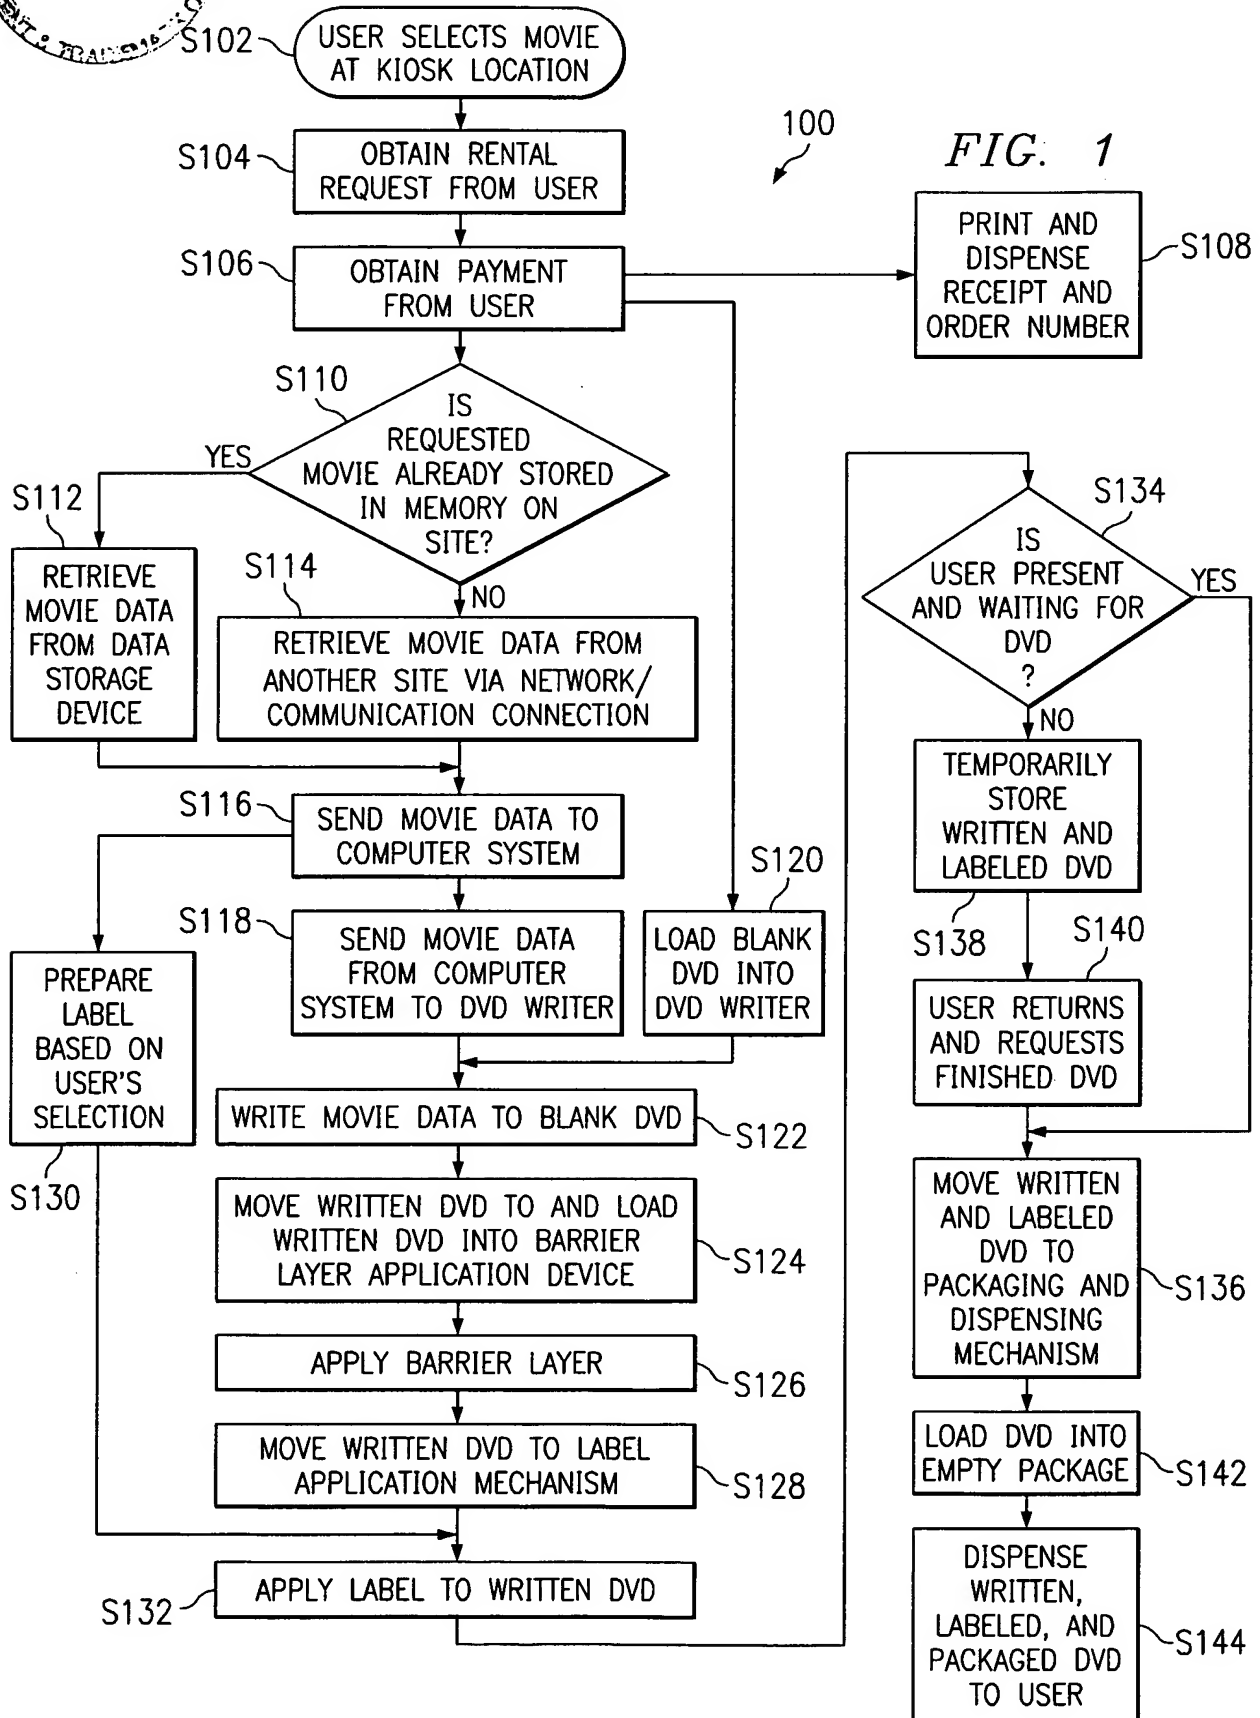 ENT & TRADEMARK O
S102
USER SELECTS MOVIE
AT KIOSK LOCATION
100
FIG. 1
S104
OBTAIN RENTAL
REQUEST FROM USER
S106
OBTAIN PAYMENT
FROM USER
PRINT AND
DISPENSE
RECEIPT AND
ORDER NUMBER
S108
S110
IS
REQUESTED
MOVIE ALREADY STORED
IN MEMORY ON
SITE?
YES
NO
S112
RETRIEVE
MOVIE DATA
FROM DATA
STORAGE
DEVICE
S114
RETRIEVE MOVIE DATA FROM
ANOTHER SITE VIA NETWORK/
COMMUNICATION CONNECTION
S116
SEND MOVIE DATA TO
COMPUTER SYSTEM
S118
SEND MOVIE DATA
FROM COMPUTER
SYSTEM TO DVD WRITER
S120
LOAD BLANK
DVD INTO
DVD WRITER
PREPARE
LABEL
BASED ON
USER'S
SELECTION
S130
WRITE MOVIE DATA TO BLANK DVD
S122
MOVE WRITTEN DVD TO AND LOAD
WRITTEN DVD INTO BARRIER
LAYER APPLICATION DEVICE
S124
APPLY BARRIER LAYER
S126
MOVE WRITTEN DVD TO LABEL
APPLICATION MECHANISM
S128
APPLY LABEL TO WRITTEN DVD
S132
S134
IS
USER PRESENT
AND WAITING FOR
DVD
?
YES
NO
TEMPORARILY
STORE
WRITTEN AND
LABELED DVD
S138
S140
USER RETURNS
AND REQUESTS
FINISHED DVD
MOVE WRITTEN
AND LABELED
DVD TO
PACKAGING AND
DISPENSING
MECHANISM
S136
LOAD DVD INTO
EMPTY PACKAGE
S142
DISPENSE
WRITTEN,
LABELED, AND
PACKAGED DVD
TO USER
S144